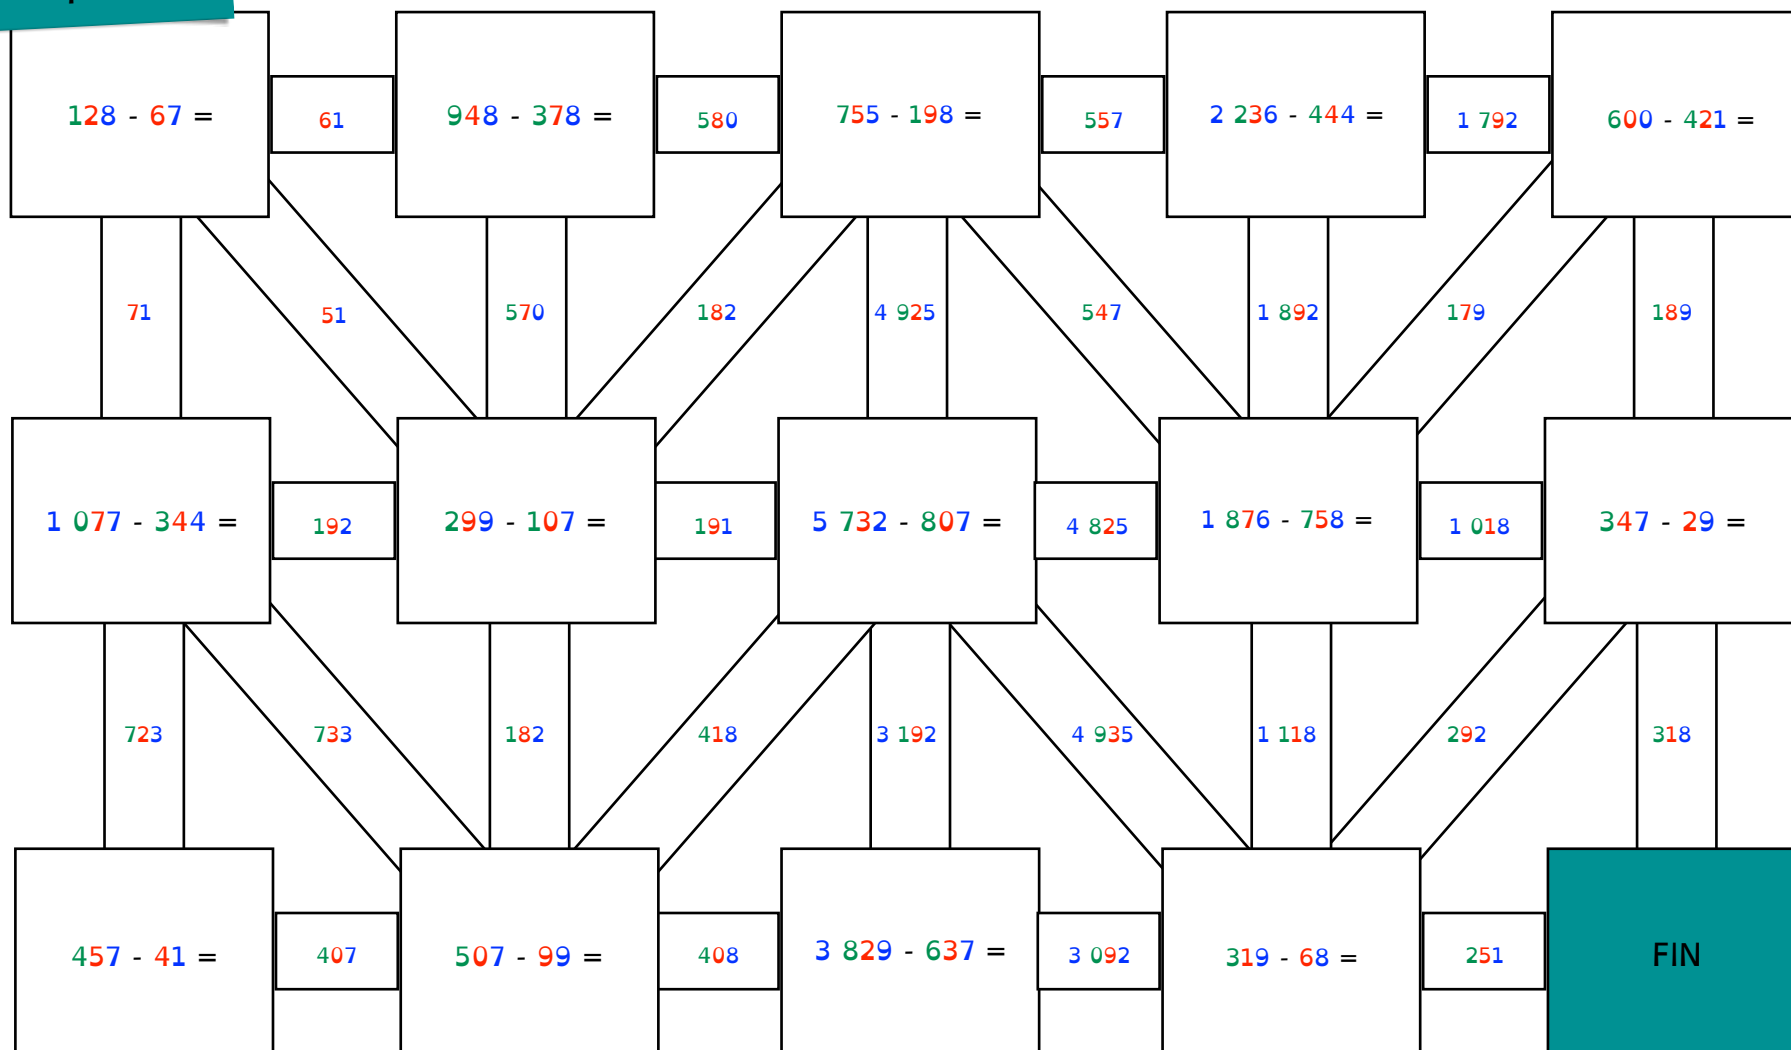 128 - 67 =
61
948 - 378 =
580
755 - 198 =
557
2 236 - 444 =
1 792
600 - 421 =
71
51
570
182
4 925
547
1 892
179
189
1 077 - 344 =
192
299 - 107 =
191
5 732 - 807 =
4 825
1 876 - 758 =
1 018
347 - 29 =
723
733
182
418
3 192
4 935
1 118
292
318
457 - 41 =
407
507 - 99 =
408
3 829 - 637 =
3 092
319 - 68 =
251
FIN